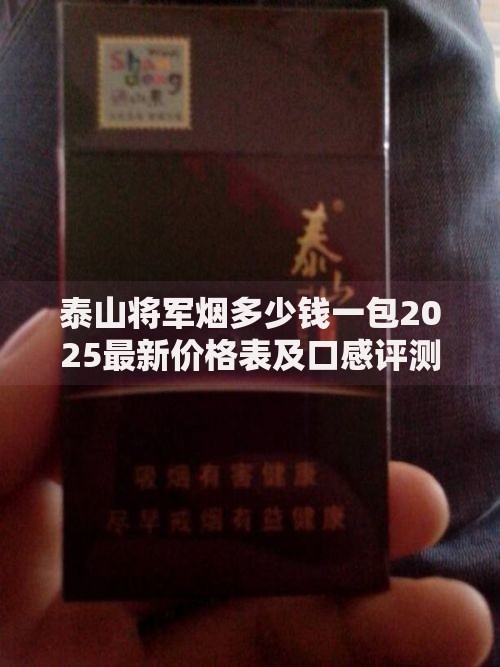 Shan
dong
泰山
泰山将军烟多少钱一包20
25最新价格表及口感评测
吸烟有害健康
尽早戒烟有益健康